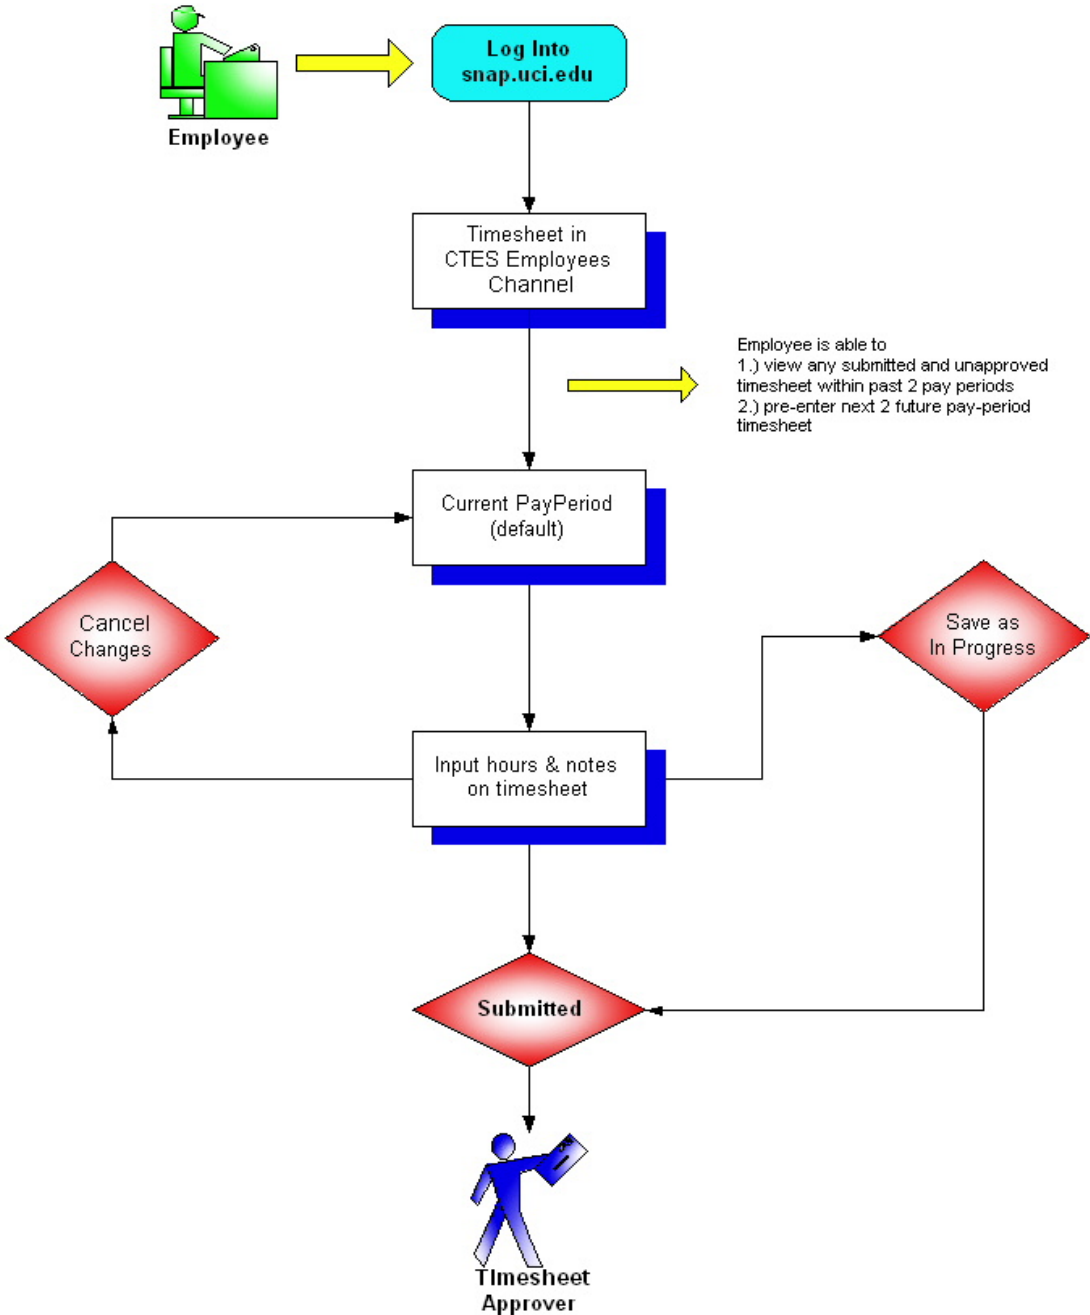 Log Into
snap.uci.edu
Employee
Timesheet in
CTES Employees
Channel
Employee is able to
1.) view any submitted and unapproved
timesheet within past 2 pay periods
2.) pre-enter next 2 future pay-period
timesheet
Current PayPeriod
(default)
Cancel
Changes
Save as
In Progress
Input hours & notes
on timesheet
Submitted
TImesheet
Approver